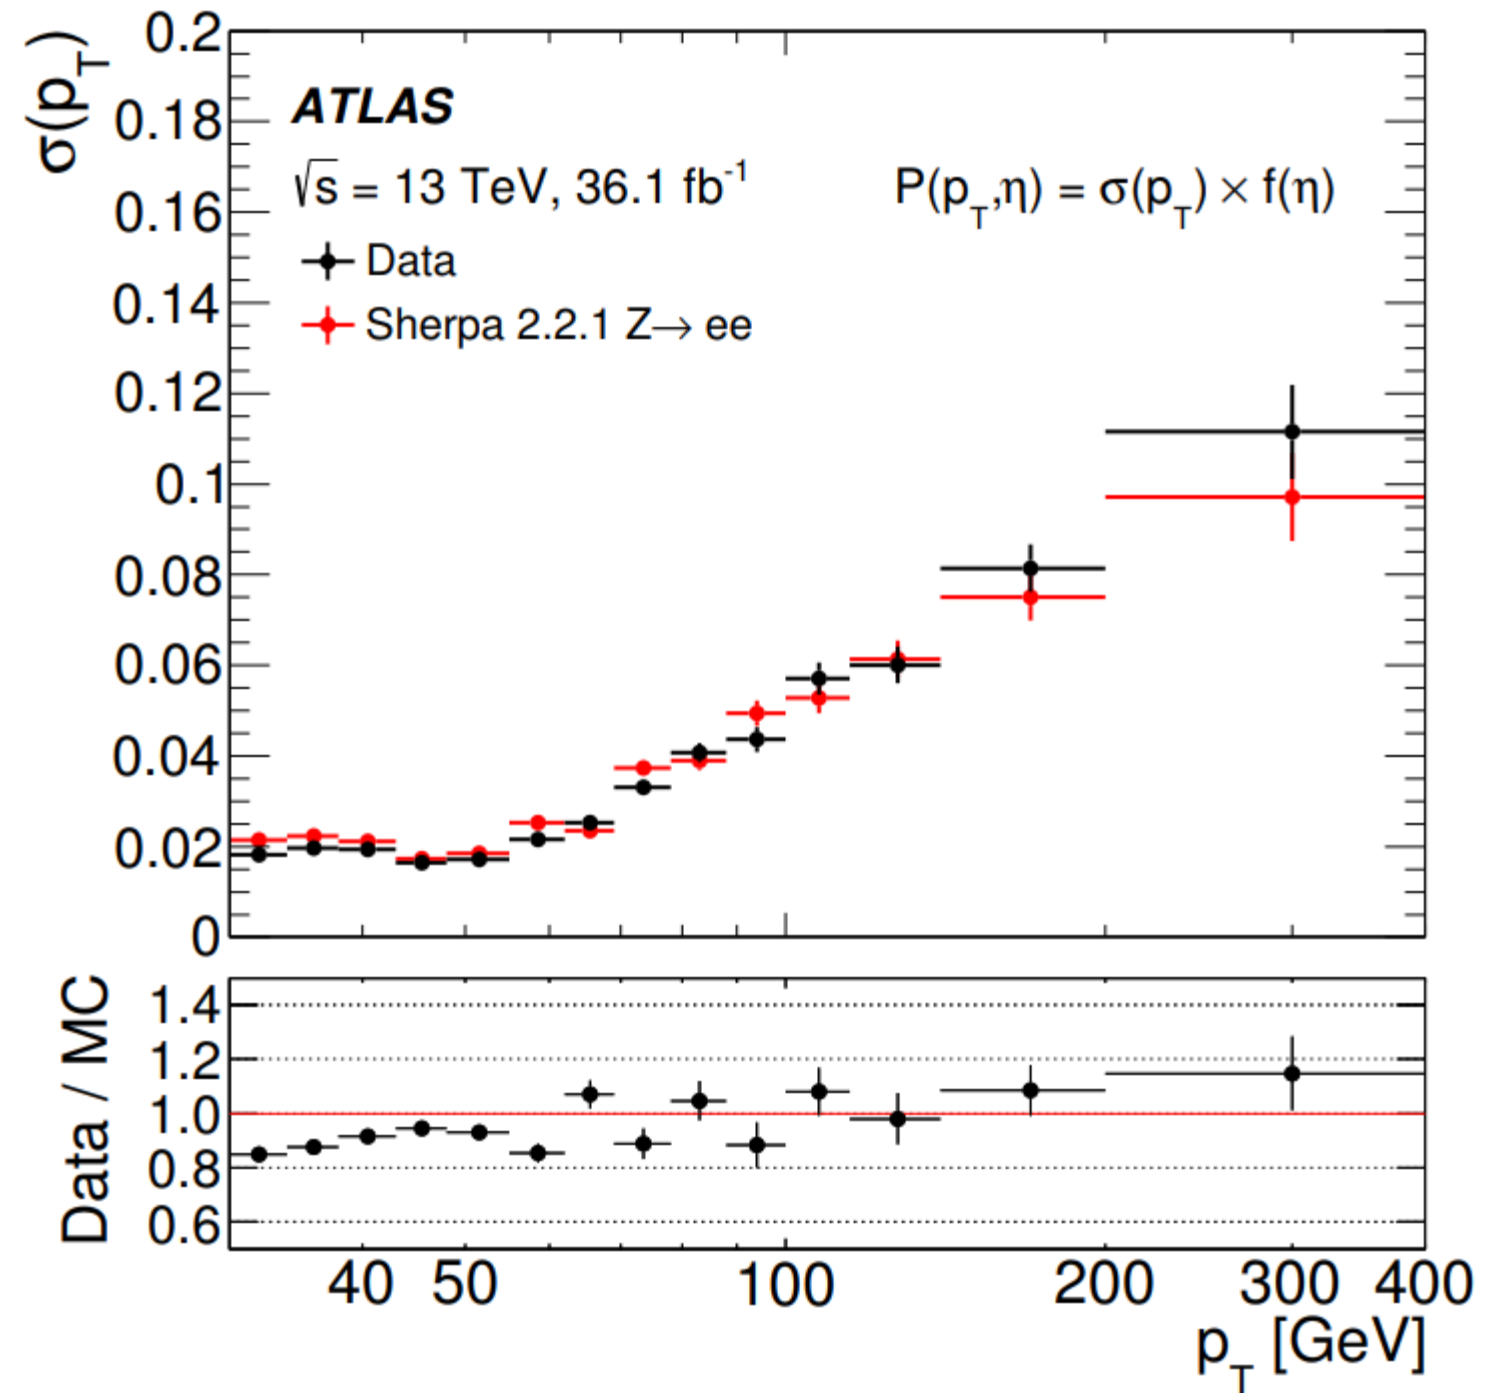 σ(p_T)
0.2
0.18
0.16
0.14
0.12
0.1
0.08
0.06
0.04
0.02
0
ATLAS
√s = 13 TeV, 36.1 fb⁻¹
P(p_T,η) = σ(p_T) × f(η)
Data
Sherpa 2.2.1 Z→ ee
Data / MC
1.4
1.2
1.0
0.8
0.6
40 50 100 200 300 400
p_T [GeV]